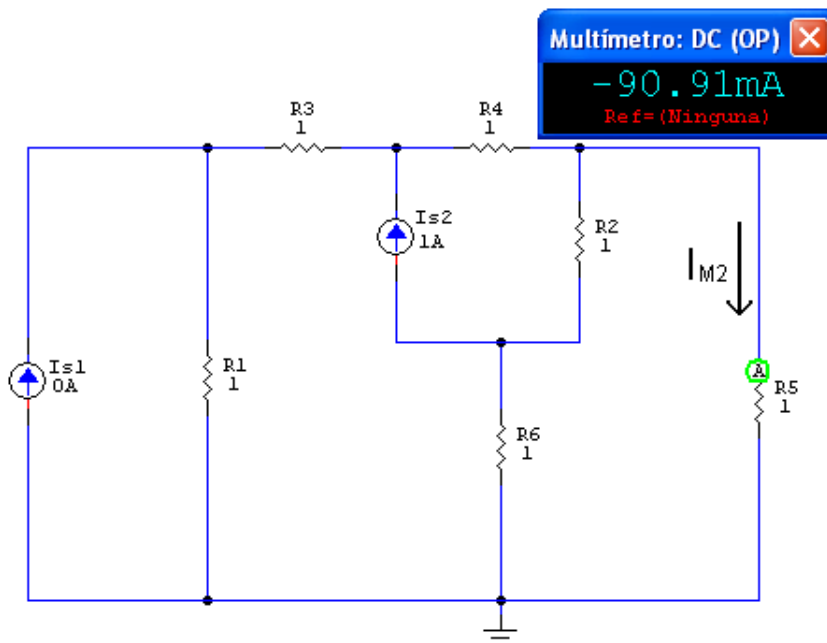 Multímetro: DC (OP)
-90.91mA
Ref=(Ninguna)
R3
1
R4
1
Is2
1A
R2
1
IM2
Is1
0A
R1
1
A
R5
1
R6
1